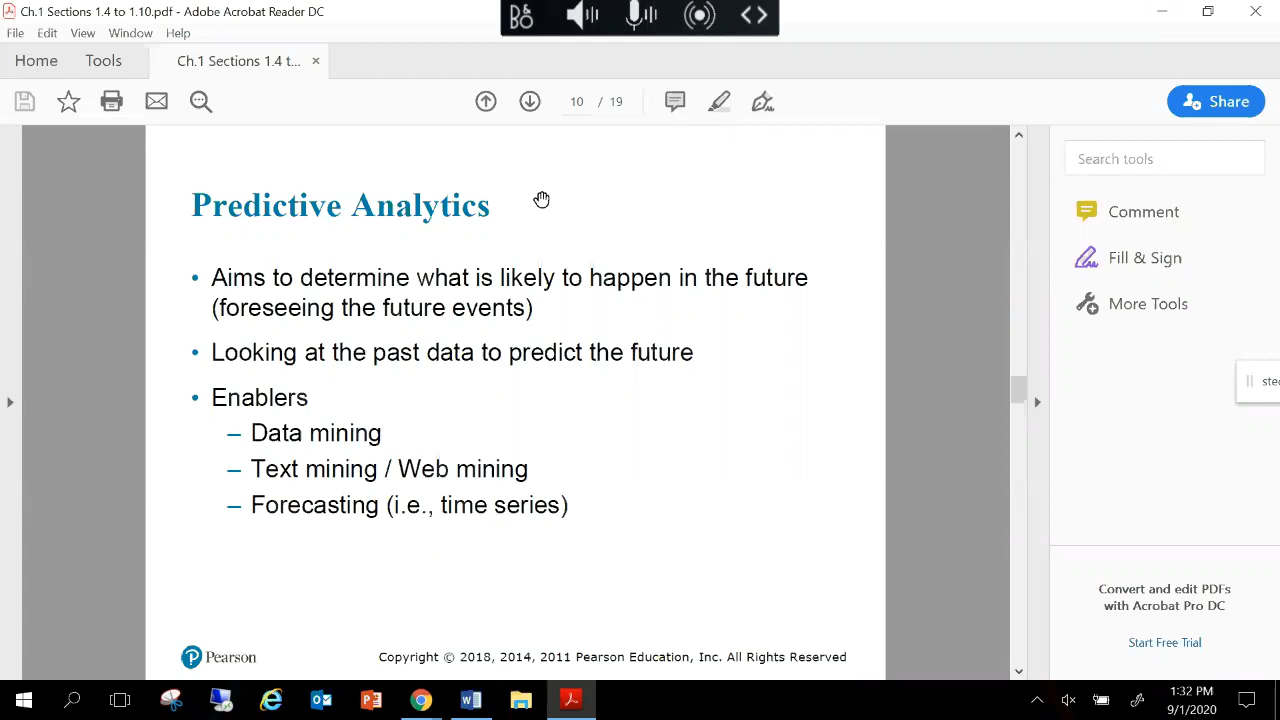 Ch.1 Sections 1.4 to 1.10.pdf - Adobe Acrobat Reader DC
File Edit View Window Help
Home Tools Ch.1 Sections 1.4 t... ×
10 / 19
Share
Search tools
Comment
Fill & Sign
More Tools
Predictive Analytics
• Aims to determine what is likely to happen in the future
(foreseeing the future events)
• Looking at the past data to predict the future
• Enablers
– Data mining
– Text mining / Web mining
– Forecasting (i.e., time series)
Pearson
Copyright © 2018, 2014, 2011 Pearson Education, Inc. All Rights Reserved
Convert and edit PDFs
with Acrobat Pro DC
Start Free Trial
1:32 PM
9/1/2020